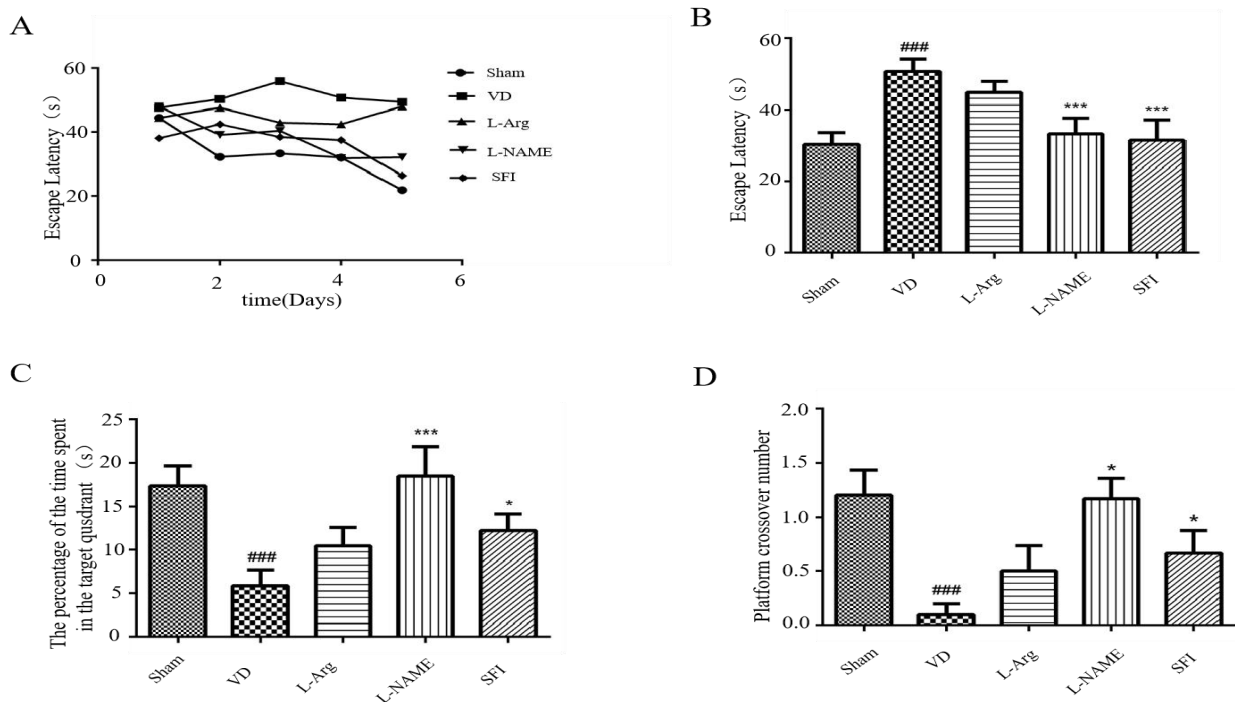 A
60
40
20
0
Escape Latency（s）
0
2
4
6
time(Days)
Sham
VD
L-Arg
L-NAME
SFI
B
60
40
20
0
Escape Latency（s）
###
***
***
Sham
VD
L-Arg
L-NAME
SFI
C
The percentage of the time spent
in the target qusdrant（s）
25
20
15
10
5
0
###
***
*
Sham
VD
L-Arg
L-NAME
SFI
D
Platform crossover number
2.0
1.5
1.0
0.5
0.0
###
*
*
Sham
VD
L-Arg
L-NAME
SFI